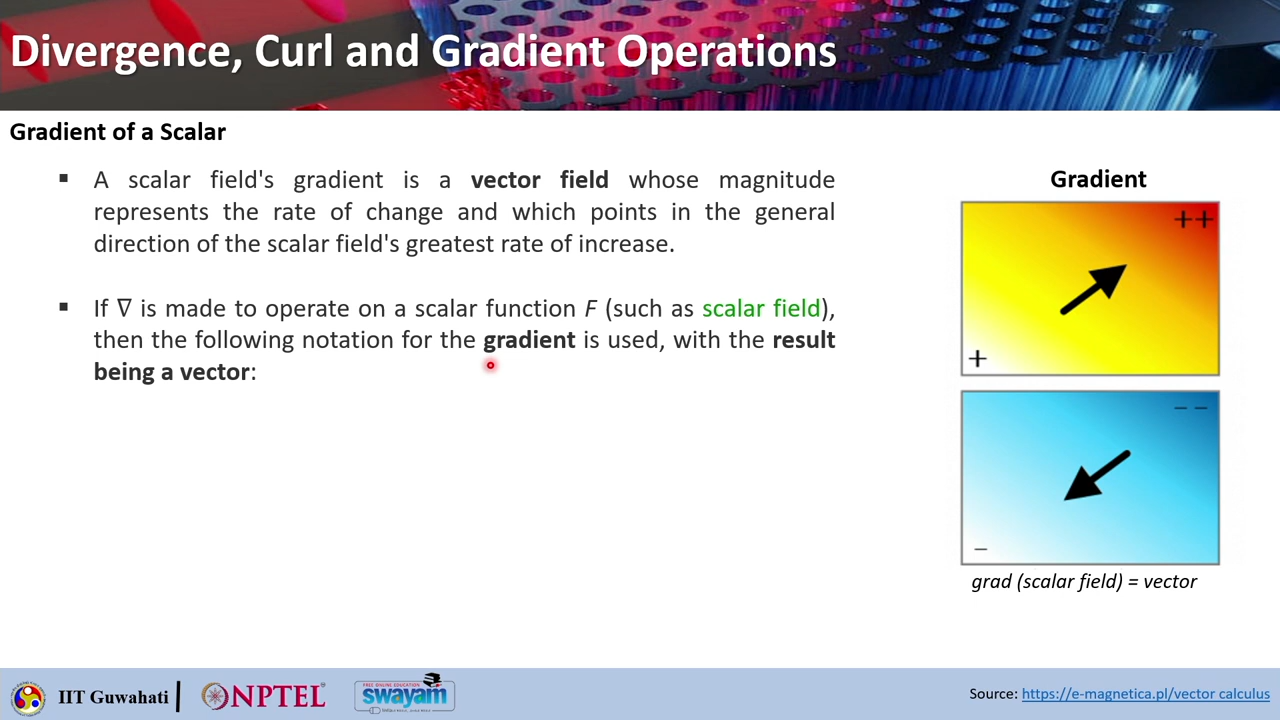 Divergence, Curl and Gradient Operations
Gradient of a Scalar
▪ A scalar field's gradient is a vector field whose magnitude
represents the rate of change and which points in the general
direction of the scalar field's greatest rate of increase.
▪ If ∇ is made to operate on a scalar function F (such as scalar field),
then the following notation for the gradient is used, with the result
being a vector:
Gradient
++
+
− −
−
grad (scalar field) = vector
IIT Guwahati
NPTEL
FREE ONLINE EDUCATION
swayam
Source: https://e-magnetica.pl/vector calculus